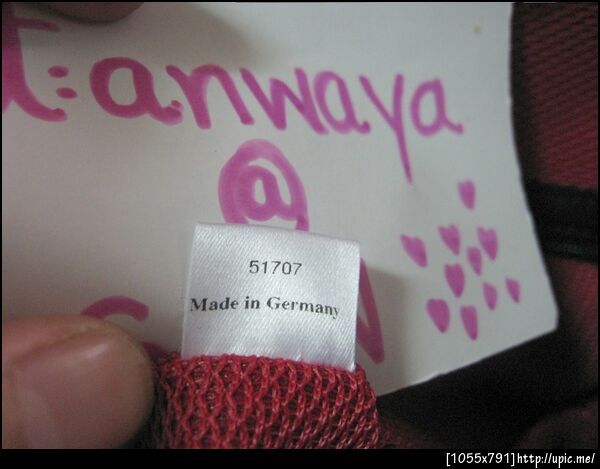 t:anwaya
@
51707
Made in Germany
[1055x791]http://upic.me/